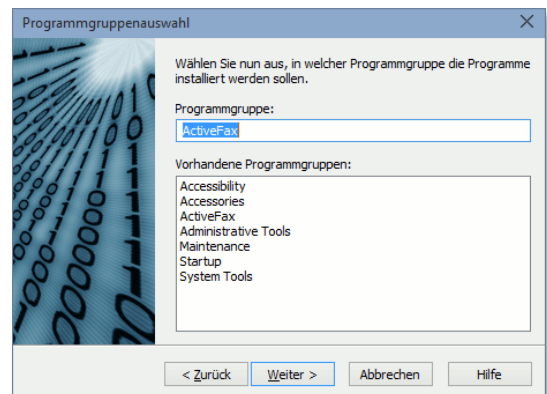 Programmgruppenauswahl
Wählen Sie nun aus, in welcher Programmgruppe die Programme
installiert werden sollen.
Programmgruppe:
ActiveFax
Vorhandene Programmgruppen:
Accessibility
Accessories
ActiveFax
Administrative Tools
Maintenance
Startup
System Tools
< Zurück
Weiter >
Abbrechen
Hilfe